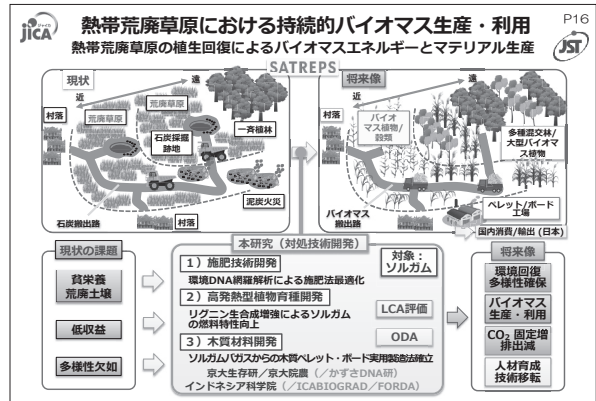 ジャイカ
JICA
熱帯荒廃草原における持続的バイオマス生産・利用
P16
熱帯荒廃草原の植生回復によるバイオマスエネルギーとマテリアル生産
JST
SATREPS
現状
遠
近
村落
荒廃草原
荒廃草原
石炭採掘
跡地
一斉植林
石炭搬出路
村落
泥炭火災
将来像
遠
近
村落
バイオ
マス植物/
穀類
多種混交林/
大型バイオマ
ス植物
バイオマス
搬出路
ペレット/ボード
工場
国内消費/輸出 (日本)
現状の課題
貧栄養
荒廃土壌
低収益
多様性欠如
本研究（対処技術開発）
対象：
ソルガム
1）施肥技術開発
環境DNA網羅解析による施肥法最適化
2）高発熱型植物育種開発
リグニン生合成増強によるソルガム
の燃料特性向上
3）木質材料開発
ソルガムバガスからの木質ペレット・ボード実用製造法確立
京大生存研/京大院農（/かずさDNA研）
インドネシア科学院（/ICABIOGRAD/FORDA）
LCA評価
ODA
将来像
環境回復
多様性確保
バイオマス
生産・利用
CO₂ 固定増
排出減
人材育成
技術移転